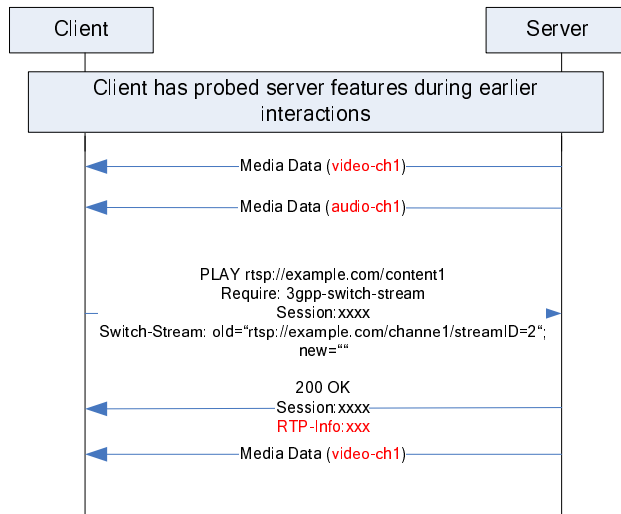 Client
Server
Client has probed server features during earlier
interactions
Media Data (video-ch1)
Media Data (audio-ch1)
PLAY rtsp://example.com/content1
Require: 3gpp-switch-stream
Session:xxxx
Switch-Stream: old=“rtsp://example.com/channe1/streamID=2“;
new=““
200 OK
Session:xxxx
RTP-Info:xxx
Media Data (video-ch1)